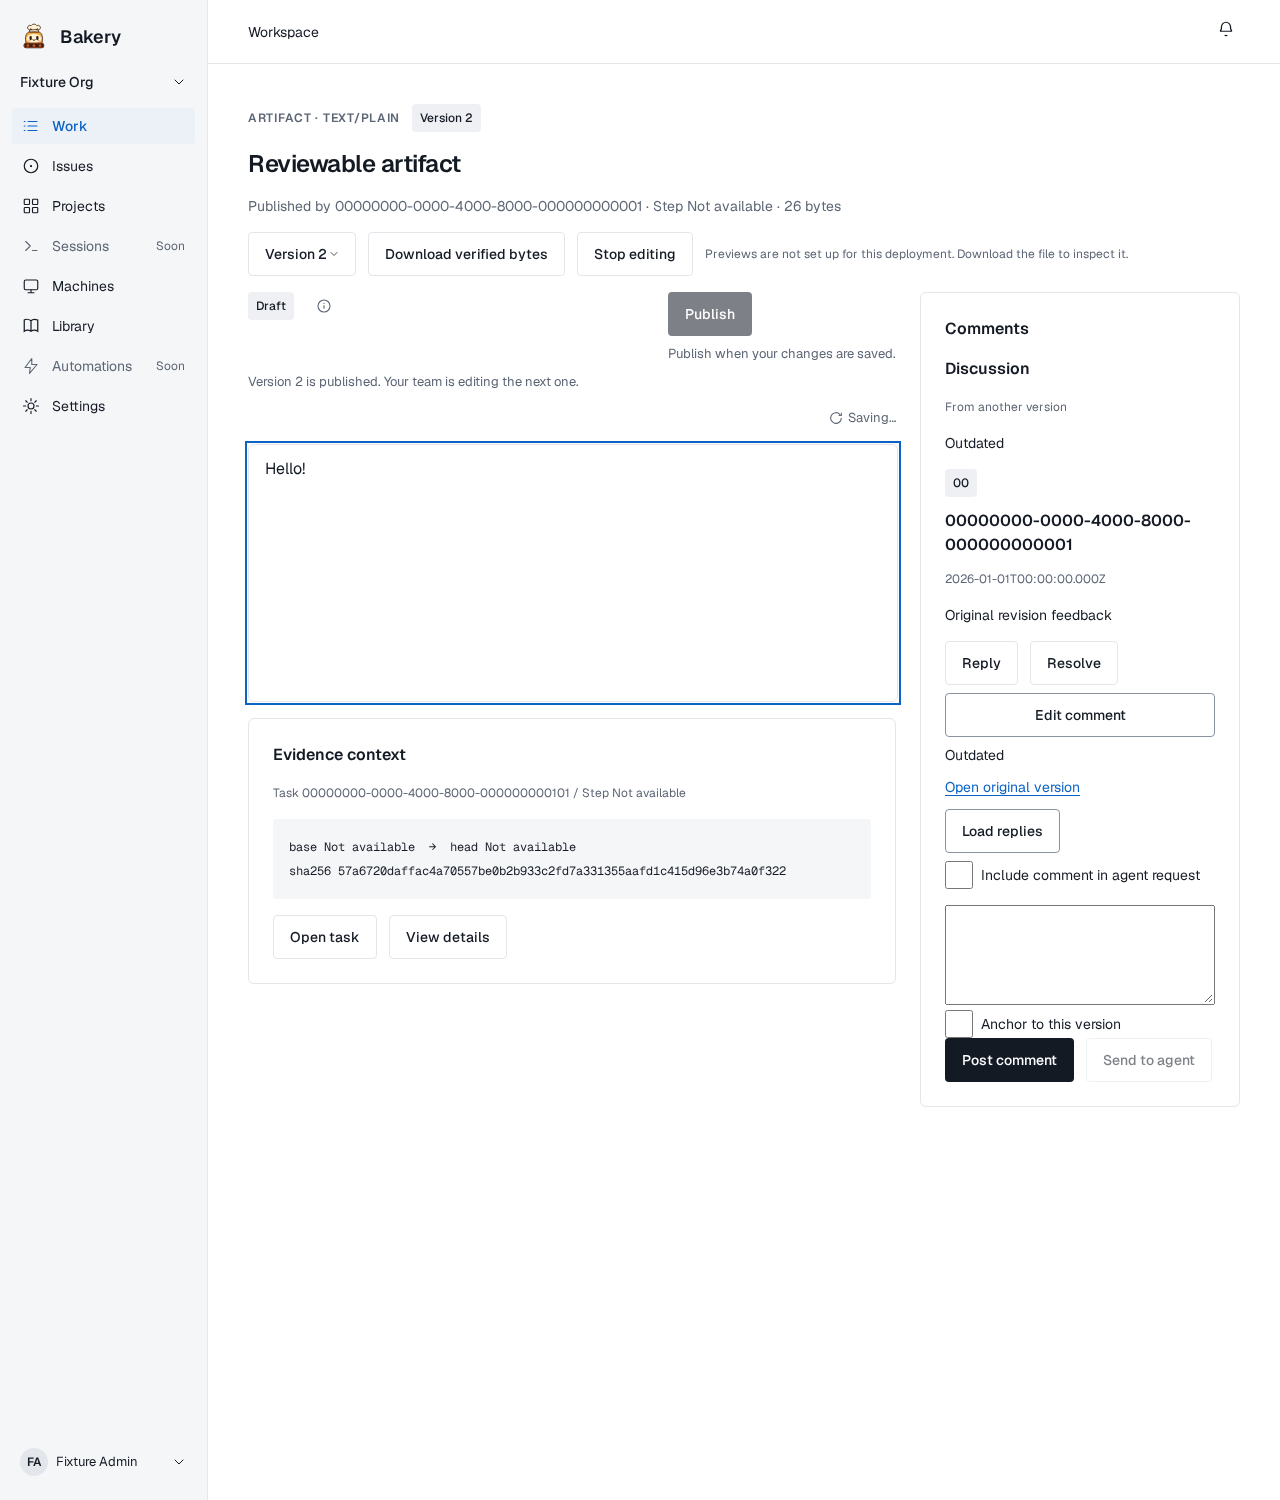 Bakery
Fixture Org
Work
Issues
Projects
Sessions Soon
Machines
Library
Automations Soon
Settings
FA Fixture Admin
Workspace
ARTIFACT · TEXT/PLAIN Version 2
Reviewable artifact
Published by 00000000-0000-4000-8000-000000000001 · Step Not available · 26 bytes
Version 2 Download verified bytes Stop editing Previews are not set up for this deployment. Download the file to inspect it.
Draft
Publish
Publish when your changes are saved.
Version 2 is published. Your team is editing the next one.
Saving…
Hello!
Evidence context
Task 00000000-0000-4000-8000-000000000101 / Step Not available
base Not available → head Not available
sha256 57a6720daffac4a70557be0b2b933c2fd7a331355aafd1c415d96e3b74a0f322
Open task View details
Comments
Discussion
From another version
Outdated
00
00000000-0000-4000-8000-
000000000001
2026-01-01T00:00:00.000Z
Original revision feedback
Reply Resolve
Edit comment
Outdated
Open original version
Load replies
Include comment in agent request
Anchor to this version
Post comment Send to agent